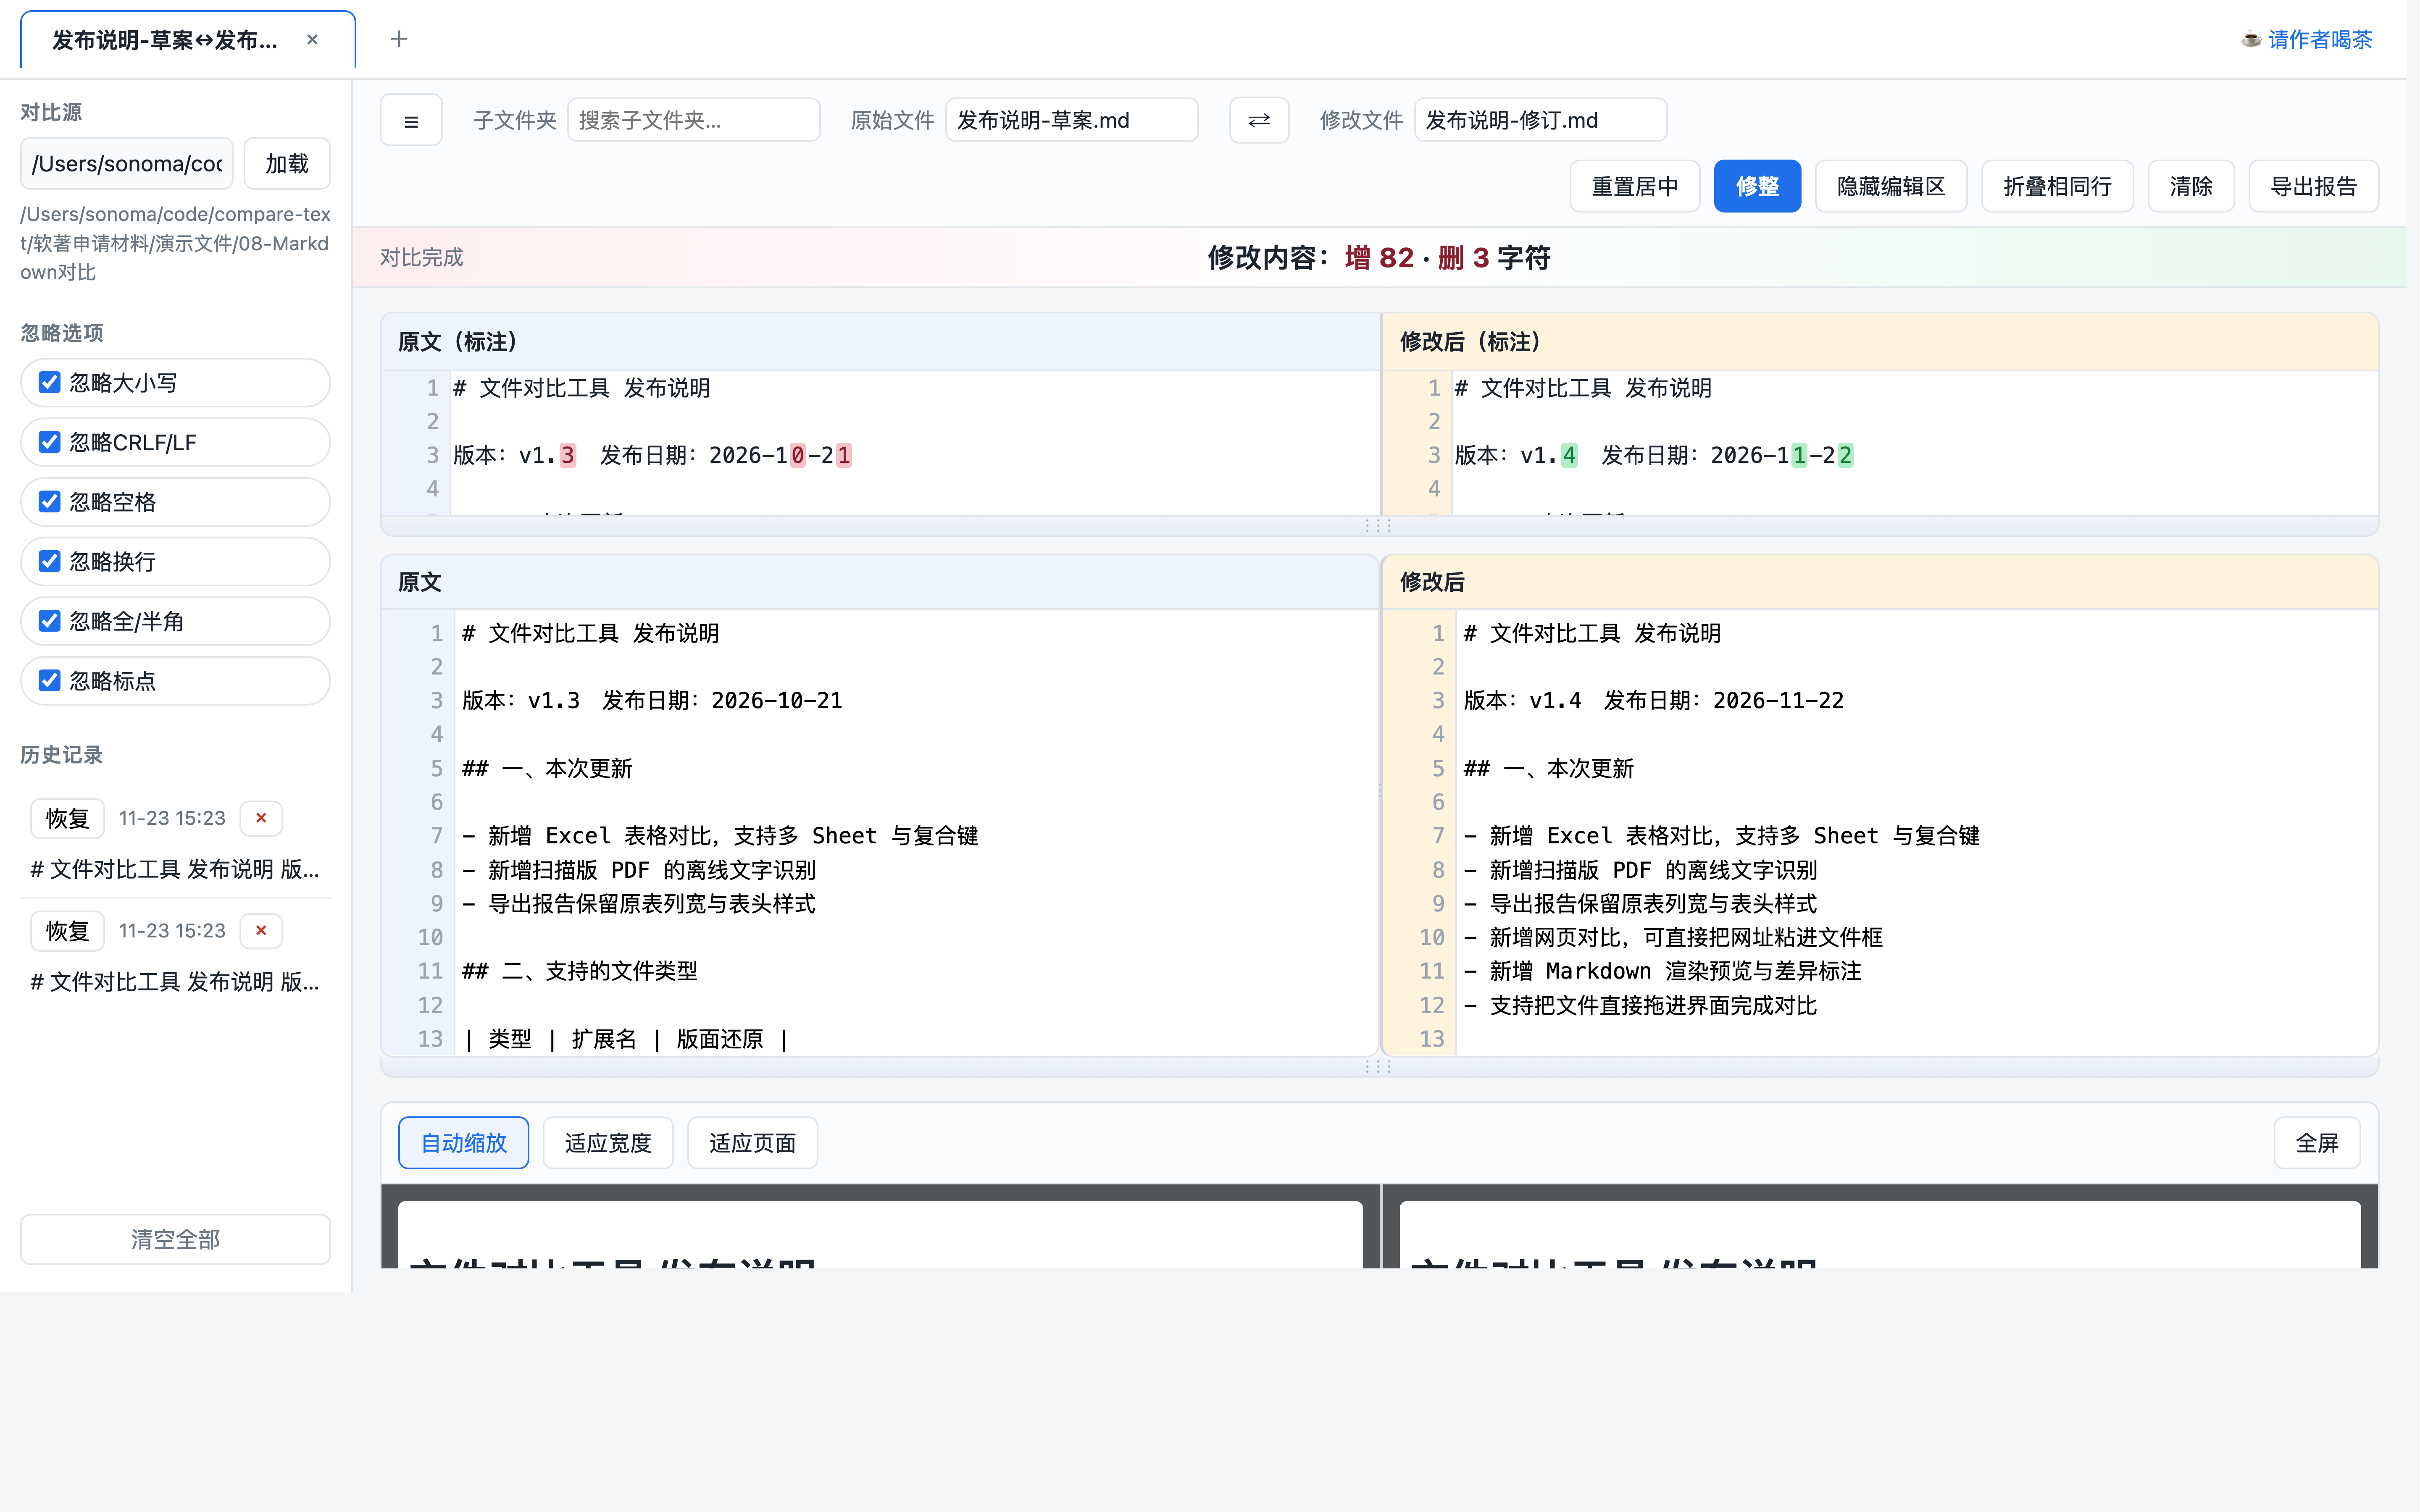 发布说明-草案↔发布... × +
☕ 请作者喝茶
对比源
/Users/sonoma/coc 加载
/Users/sonoma/code/compare-tex
t/软著申请材料/演示文件/08-Markd
own对比
忽略选项
忽略大小写
忽略CRLF/LF
忽略空格
忽略换行
忽略全/半角
忽略标点
历史记录
恢复 11-23 15:23 ×
# 文件对比工具 发布说明 版...
恢复 11-23 15:23 ×
# 文件对比工具 发布说明 版...
清空全部
≡ 子文件夹 搜索子文件夹... 原始文件 发布说明-草案.md ⇄ 修改文件 发布说明-修订.md
重置居中 修整 隐藏编辑区 折叠相同行 清除 导出报告
对比完成 修改内容：增 82 · 删 3 字符
原文（标注）
1 # 文件对比工具 发布说明
2
3 版本：v1.3 发布日期：2026-10-21
4
修改后（标注）
1 # 文件对比工具 发布说明
2
3 版本：v1.4 发布日期：2026-11-22
4
原文
1 # 文件对比工具 发布说明
2
3 版本：v1.3 发布日期：2026-10-21
4
5 ## 一、本次更新
6
7 - 新增 Excel 表格对比，支持多 Sheet 与复合键
8 - 新增扫描版 PDF 的离线文字识别
9 - 导出报告保留原表列宽与表头样式
10
11 ## 二、支持的文件类型
12
13 | 类型 | 扩展名 | 版面还原 |
修改后
1 # 文件对比工具 发布说明
2
3 版本：v1.4 发布日期：2026-11-22
4
5 ## 一、本次更新
6
7 - 新增 Excel 表格对比，支持多 Sheet 与复合键
8 - 新增扫描版 PDF 的离线文字识别
9 - 导出报告保留原表列宽与表头样式
10 - 新增网页对比，可直接把网址粘进文件框
11 - 新增 Markdown 渲染预览与差异标注
12 - 支持把文件直接拖进界面完成对比
13
自动缩放 适应宽度 适应页面 全屏
文件对比工具 发布说明
文件对比工具 发布说明